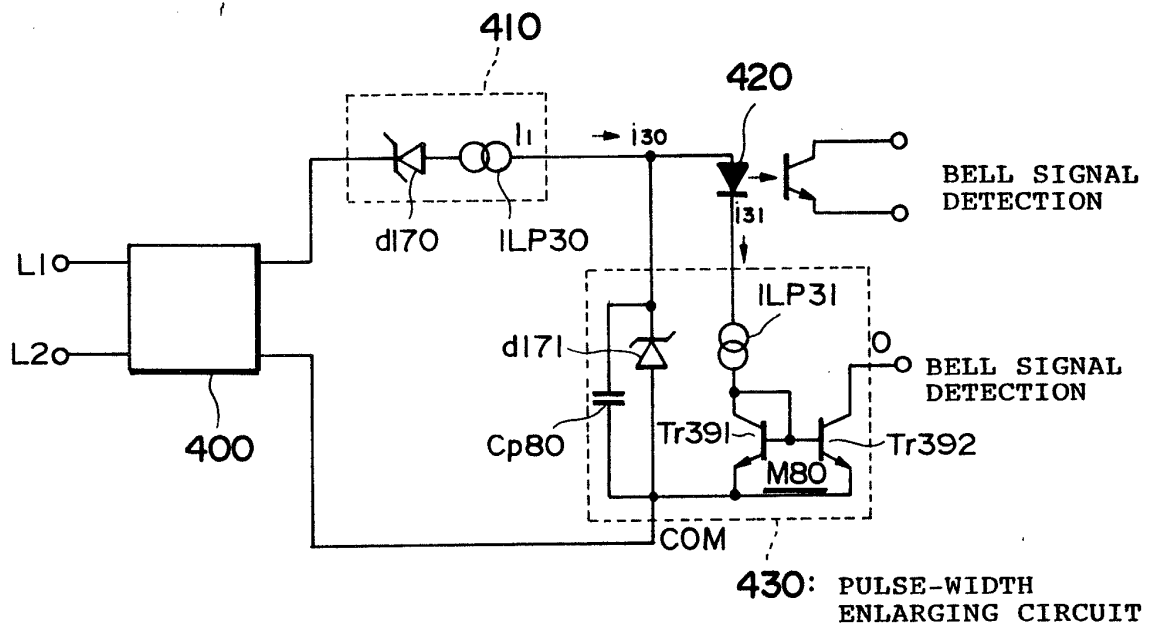 410
420
I1
i30
BELL SIGNAL
DETECTION
d170
ILP30
i31
L1
L2
400
ILP31
d171
O
BELL SIGNAL
DETECTION
Cp80
Tr391
Tr392
M80
COM
430: PULSE-WIDTH
ENLARGING CIRCUIT